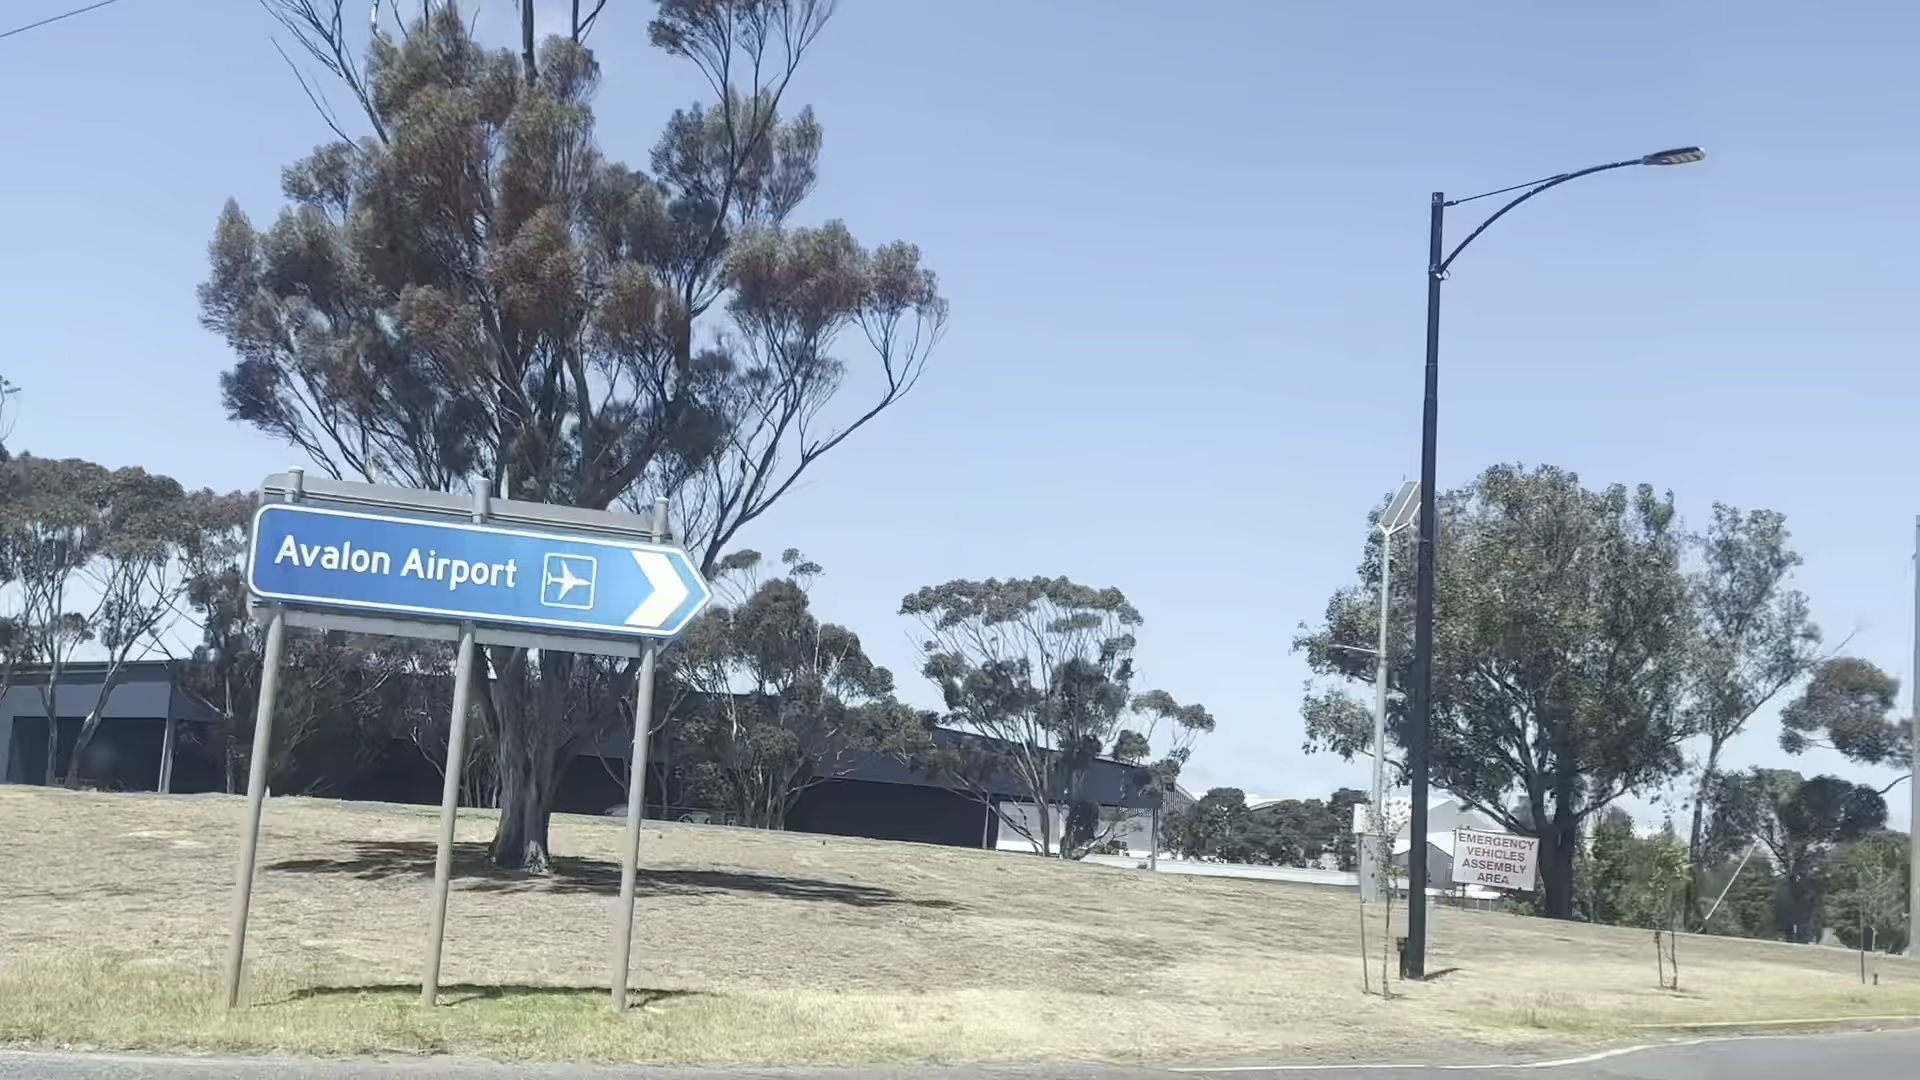 Avalon Airport
EMERGENCY
VEHICLES
ASSEMBLY
AREA